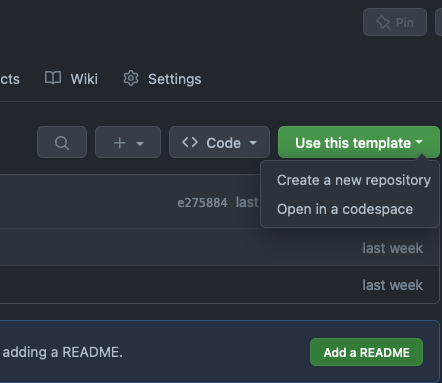 Pin
cts Wiki Settings
Code Use this template
Create a new repository
e275884 last
Open in a codespace
last week
last week
adding a README. Add a README